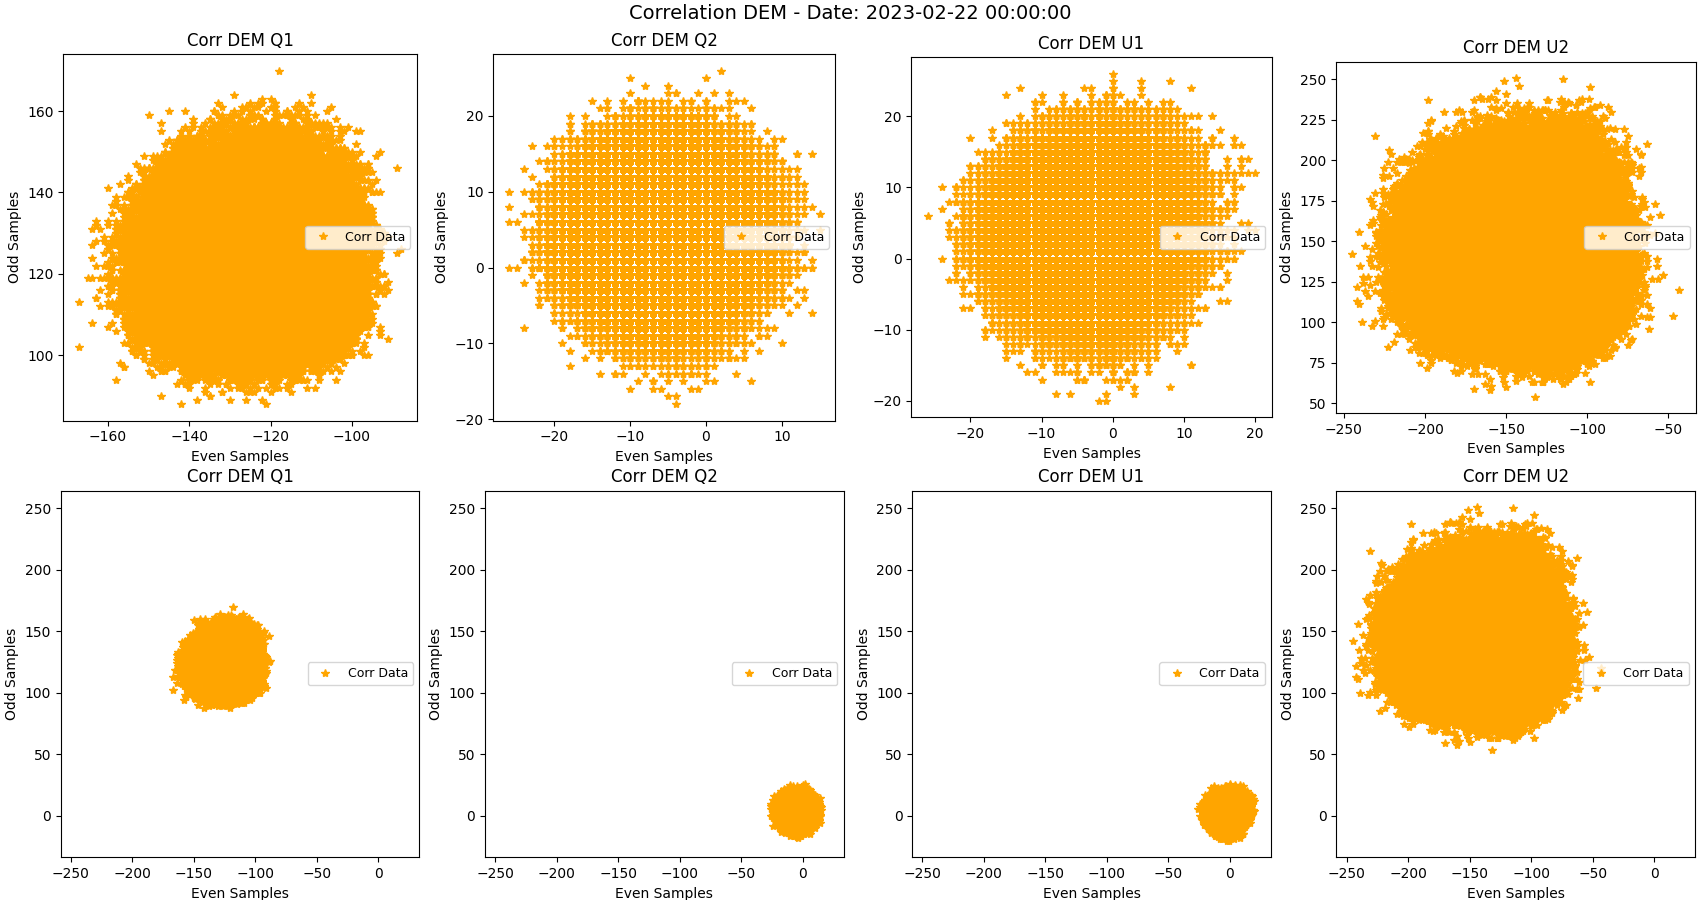 Correlation DEM - Date: 2023-02-22 00:00:00
Corr DEM Q1
Odd Samples
160
140
120
100
Corr Data
−160 −140 −120 −100
Even Samples
Corr DEM Q2
Odd Samples
20
10
0
−10
−20
Corr Data
−20 −10 0 10
Even Samples
Corr DEM U1
Odd Samples
20
10
0
−10
−20
Corr Data
−20 −10 0 10 20
Even Samples
Corr DEM U2
Odd Samples
250
225
200
175
150
125
100
75
50
Corr Data
−250 −200 −150 −100 −50
Even Samples
Corr DEM Q1
Odd Samples
250
200
150
100
50
0
Corr Data
−250 −200 −150 −100 −50 0
Even Samples
Corr DEM Q2
Odd Samples
250
200
150
100
50
0
Corr Data
−250 −200 −150 −100 −50 0
Even Samples
Corr DEM U1
Odd Samples
250
200
150
100
50
0
Corr Data
−250 −200 −150 −100 −50 0
Even Samples
Corr DEM U2
Odd Samples
250
200
150
100
50
0
Corr Data
−250 −200 −150 −100 −50 0
Even Samples